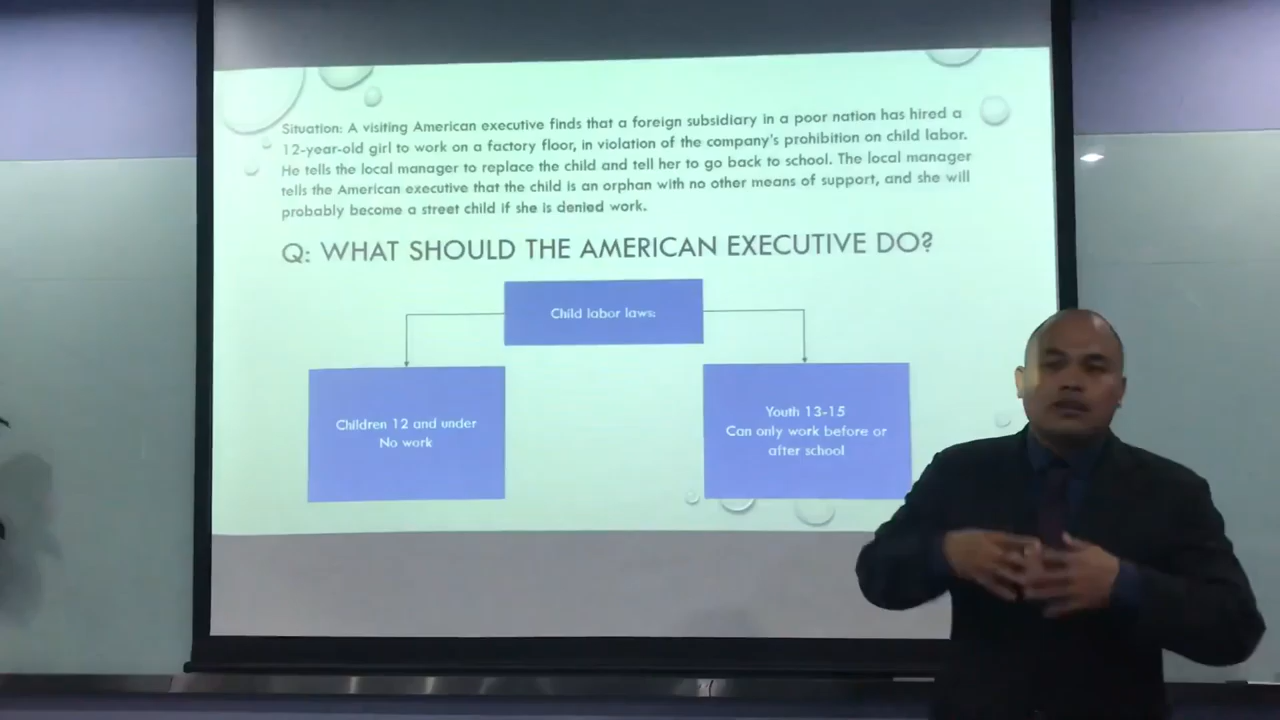 Situation: A visiting American executive finds that a foreign subsidiary in a poor nation has hired a
12-year-old girl to work on a factory floor, in violation of the company's prohibition on child labor.
He tells the local manager to replace the child and tell her to go back to school. The local manager
tells the American executive that the child is an orphan with no other means of support, and she will
probably become a street child if she is denied work.
Q: WHAT SHOULD THE AMERICAN EXECUTIVE DO?
Child labor laws:
Children 12 and under
No work
Youth 13-15
Can only work before or
after school